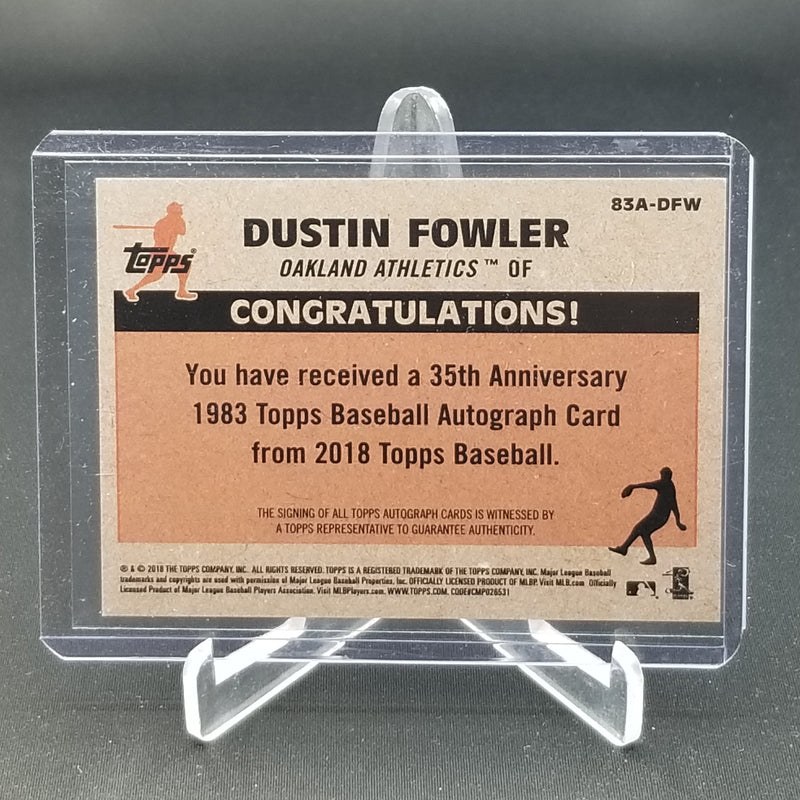 83A-DFW
Topps®
DUSTIN FOWLER
OAKLAND ATHLETICS™ OF
CONGRATULATIONS!
You have received a 35th Anniversary
1983 Topps Baseball Autograph Card
from 2018 Topps Baseball.
THE SIGNING OF ALL TOPPS AUTOGRAPH CARDS IS WITNESSED BY
A TOPPS REPRESENTATIVE TO GUARANTEE AUTHENTICITY.
® & © 2018 THE TOPPS COMPANY, INC. ALL RIGHTS RESERVED. TOPPS IS A REGISTERED TRADEMARK OF THE TOPPS COMPANY, INC. Major League Baseball
trademarks and copyrights are used with permission of Major League Baseball Properties, Inc. OFFICIALLY LICENSED PRODUCT OF MLBP. Visit MLB.com Officially
Licensed Product of Major League Baseball Players Association. Visit MLBPlayers.com. WWW.TOPPS.COM. CODE#CMP026531